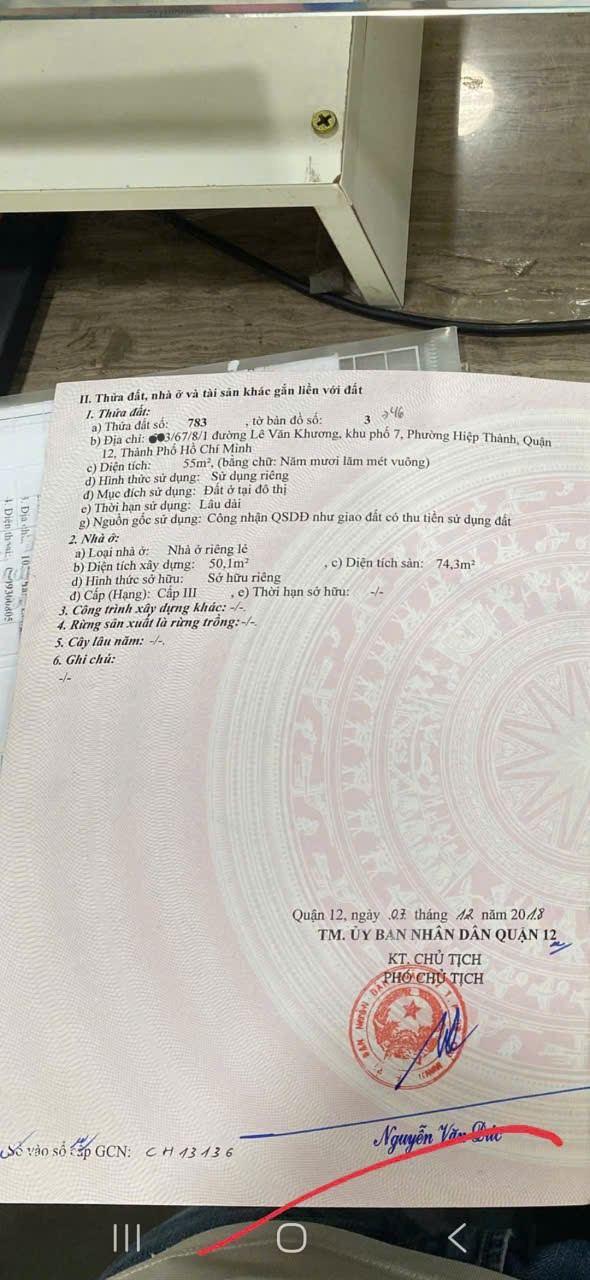 II. Thửa đất, nhà ở và tài sản khác gắn liền với đất
1. Thửa đất:
a) Thửa đất số: 783 , tờ bản đồ số: 3 →46
b) Địa chỉ: 3/67/8/1 đường Lê Văn Khương, khu phố 7, Phường Hiệp Thành, Quận
12, Thành Phố Hồ Chí Minh
c) Diện tích: 55m², (bằng chữ: Năm mươi lăm mét vuông)
d) Hình thức sử dụng: Sử dụng riêng
đ) Mục đích sử dụng: Đất ở tại đô thị
e) Thời hạn sử dụng: Lâu dài
g) Nguồn gốc sử dụng: Công nhận QSDĐ như giao đất có thu tiền sử dụng đất
2. Nhà ở:
a) Loại nhà ở: Nhà ở riêng lẻ
b) Diện tích xây dựng: 50,1m² , c) Diện tích sàn: 74,3m²
d) Hình thức sở hữu: Sở hữu riêng
đ) Cấp (Hạng): Cấp III , e) Thời hạn sở hữu: -/-
3. Công trình xây dựng khác: -/-.
4. Rừng sản xuất là rừng trồng: -/-.
5. Cây lâu năm: -/-.
6. Ghi chú:
-/-
Quận 12, ngày 07 tháng 12 năm 2018
TM. ỦY BAN NHÂN DÂN QUẬN 12
KT. CHỦ TỊCH
PHÓ CHỦ TỊCH
Nguyễn Văn Đức
Số vào sổ cấp GCN: CH 13136